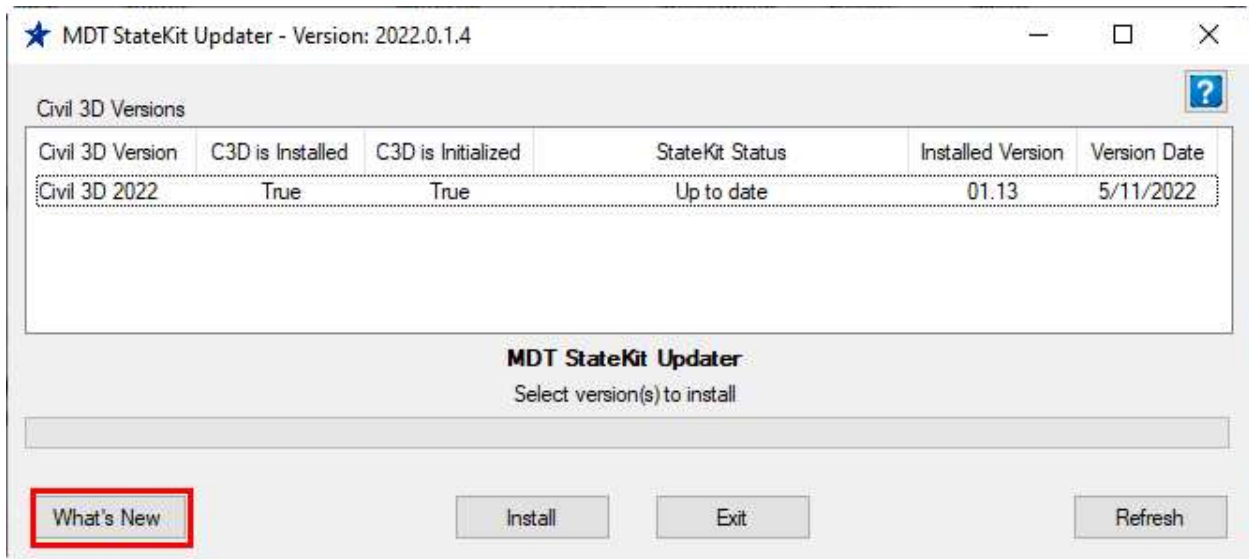 MDT StateKit Updater - Version: 2022.0.1.4
?
Civil 3D Versions
Civil 3D Version C3D is Installed C3D is Initialized StateKit Status Installed Version Version Date
Civil 3D 2022 True True Up to date 01.13 5/11/2022
MDT StateKit Updater
Select version(s) to install
What's New Install Exit Refresh